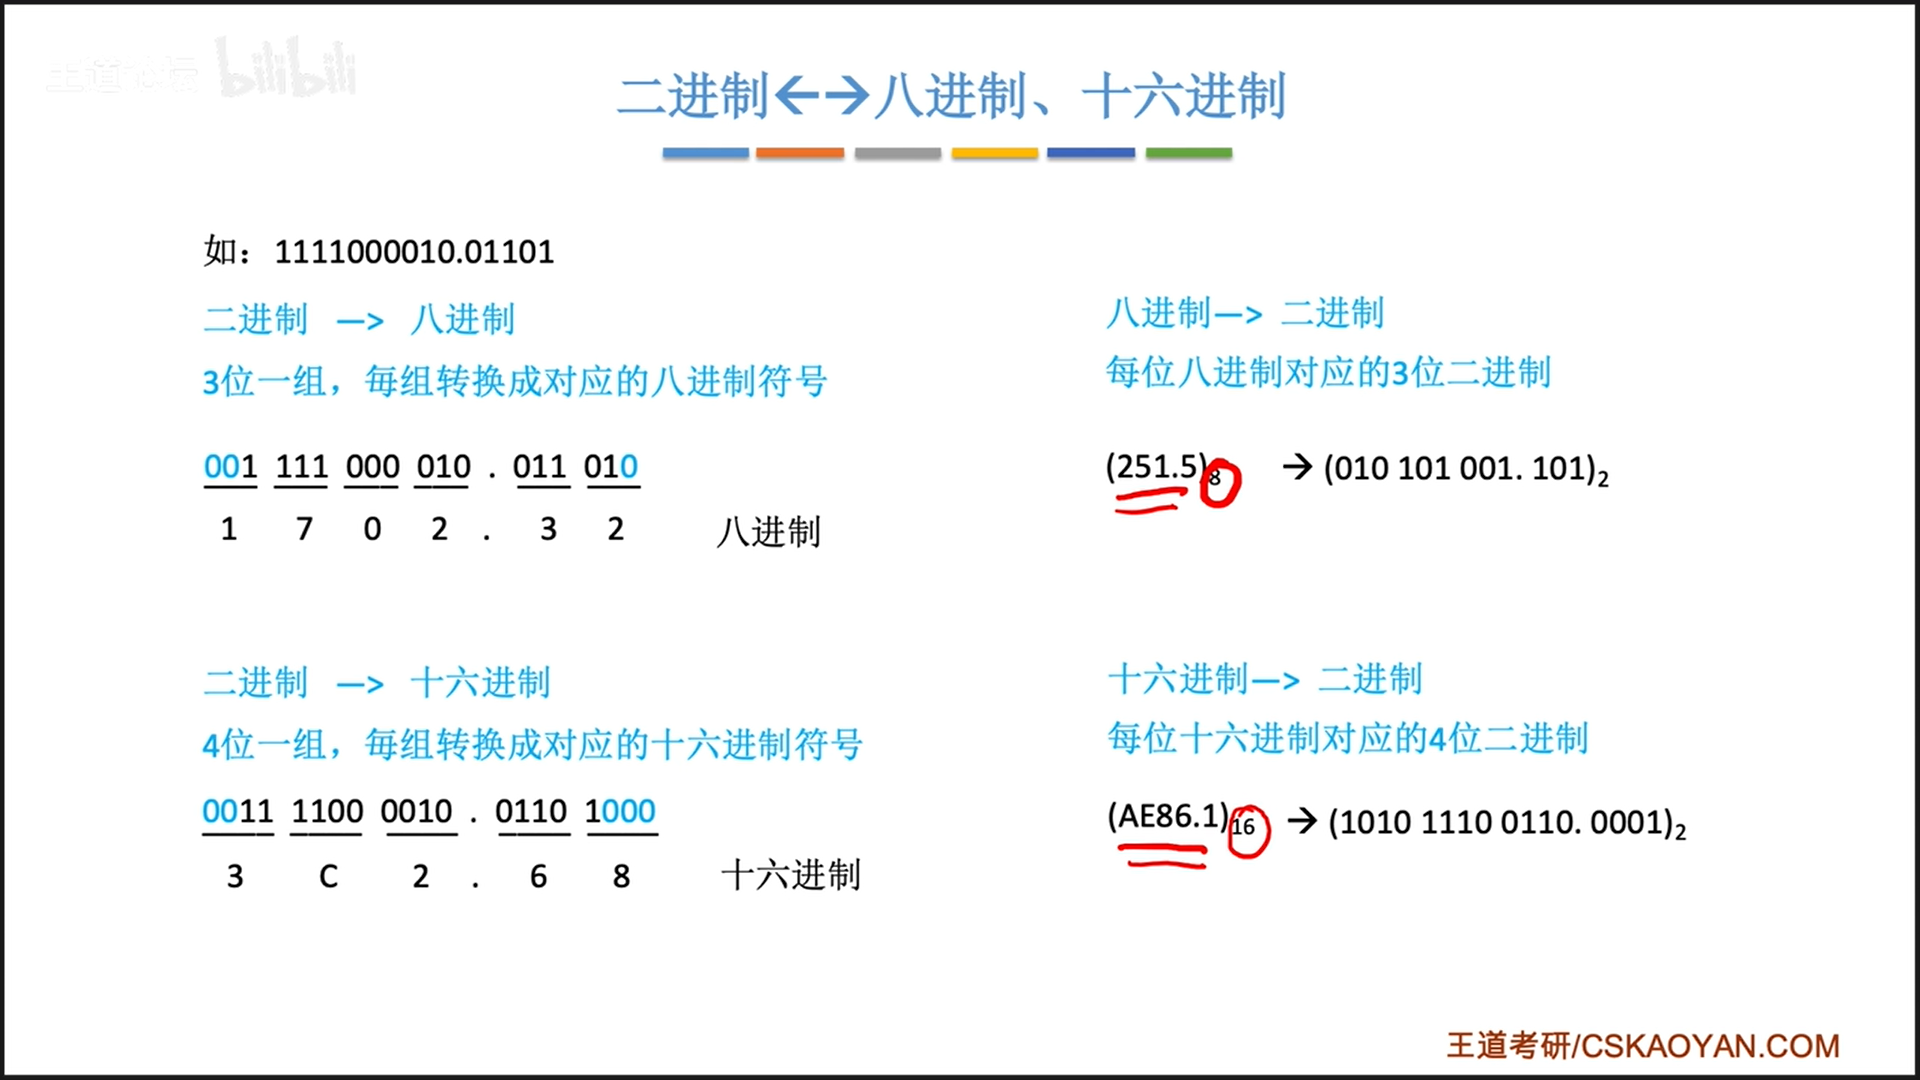 王道论坛 bilibili
二进制←→八进制、十六进制
如：1111000010.01101
二进制 —> 八进制
3位一组，每组转换成对应的八进制符号
001 111 000 010 . 011 010
1 7 0 2 . 3 2 八进制
二进制 —> 十六进制
4位一组，每组转换成对应的十六进制符号
0011 1100 0010 . 0110 1000
3 C 2 . 6 8 十六进制
八进制—> 二进制
每位八进制对应的3位二进制
(251.5)8 → (010 101 001. 101)2
十六进制—> 二进制
每位十六进制对应的4位二进制
(AE86.1)16 → (1010 1110 0110. 0001)2
王道考研/CSKAOYAN.COM